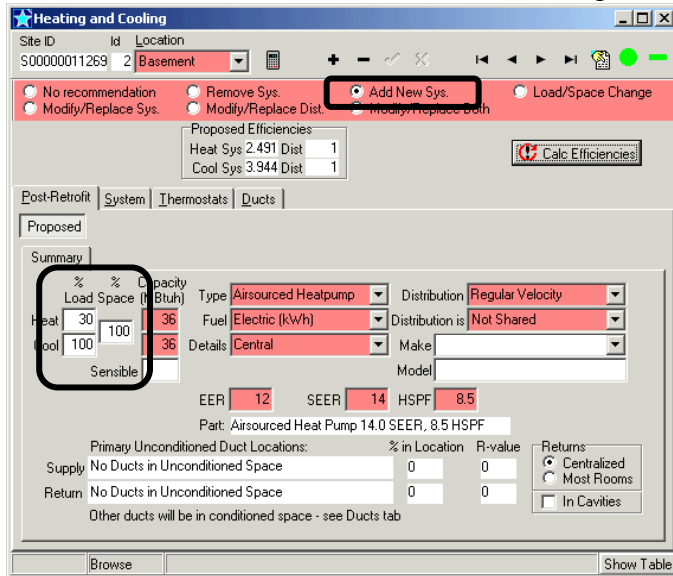 Heating and Cooling
Site ID Id Location
S00000011269 2 Basement
No recommendation Remove Sys. Add New Sys. Load/Space Change
Modify/Replace Sys. Modify/Replace Dist. Modify/Replace Both
Proposed Efficiencies
Heat Sys 2.491 Dist 1
Cool Sys 3.944 Dist 1
Calc Efficiencies
Post-Retrofit System Thermostats Ducts
Proposed
Summary
% % Capacity
Load Space Btuh) Type Airsourced Heatpump Distribution Regular Velocity
Heat 30 100 36 Fuel Electric (kWh) Distribution is Not Shared
Cool 100 36 Details Central Make
Sensible Model
EER 12 SEER 14 HSPF 8.5
Part: Airsourced Heat Pump 14.0 SEER, 8.5 HSPF
Primary Unconditioned Duct Locations: % in Location R-value Returns
Supply No Ducts in Unconditioned Space 0 0 Centralized
Most Rooms
Return No Ducts in Unconditioned Space 0 0 In Cavities
Other ducts will be in conditioned space - see Ducts tab
Browse Show Table